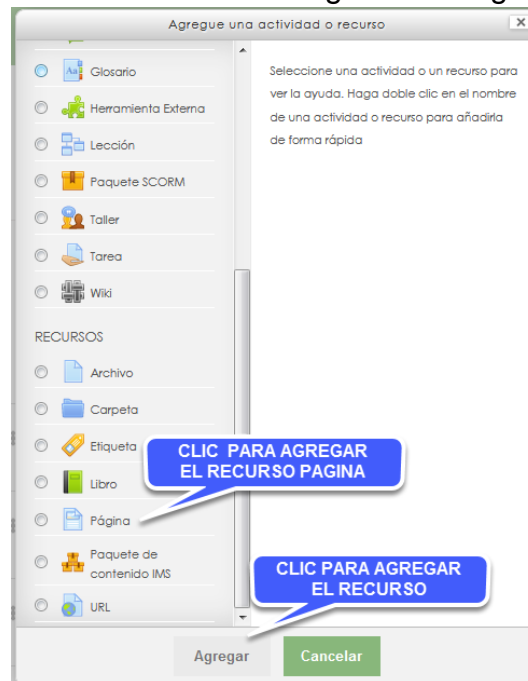 Agregue una actividad o recurso
Glosario
Herramienta Externa
Lección
Paquete SCORM
Taller
Tarea
Wiki
RECURSOS
Archivo
Carpeta
Etiqueta
Libro
Página
Paquete de
contenido IMS
URL
Seleccione una actividad o un recurso para
ver la ayuda. Haga doble clic en el nombre
de una actividad o recurso para añadirla
de forma rápida
CLIC PARA AGREGAR
EL RECURSO PAGINA
CLIC PARA AGREGAR
EL RECURSO
Agregar
Cancelar